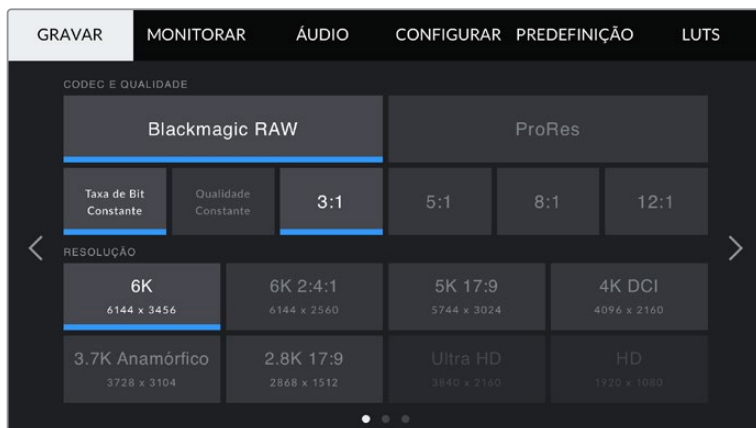 GRAVAR MONITORAR ÁUDIO CONFIGURAR PREDEFINIÇÃO LUTS
CODEC E QUALIDADE
Blackmagic RAW ProRes
Taxa de Bit Constante Qualidade Constante 3:1 5:1 8:1 12:1
RESOLUÇÃO
6K 6K 2:4:1 5K 17:9 4K DCI
6144 x 3456 6144 x 2560 5744 x 3024 4096 x 2160
3.7K Anamórfico 2.8K 17:9 Ultra HD HD
3728 x 3104 2868 x 1512 3840 x 2160 1920 x 1080